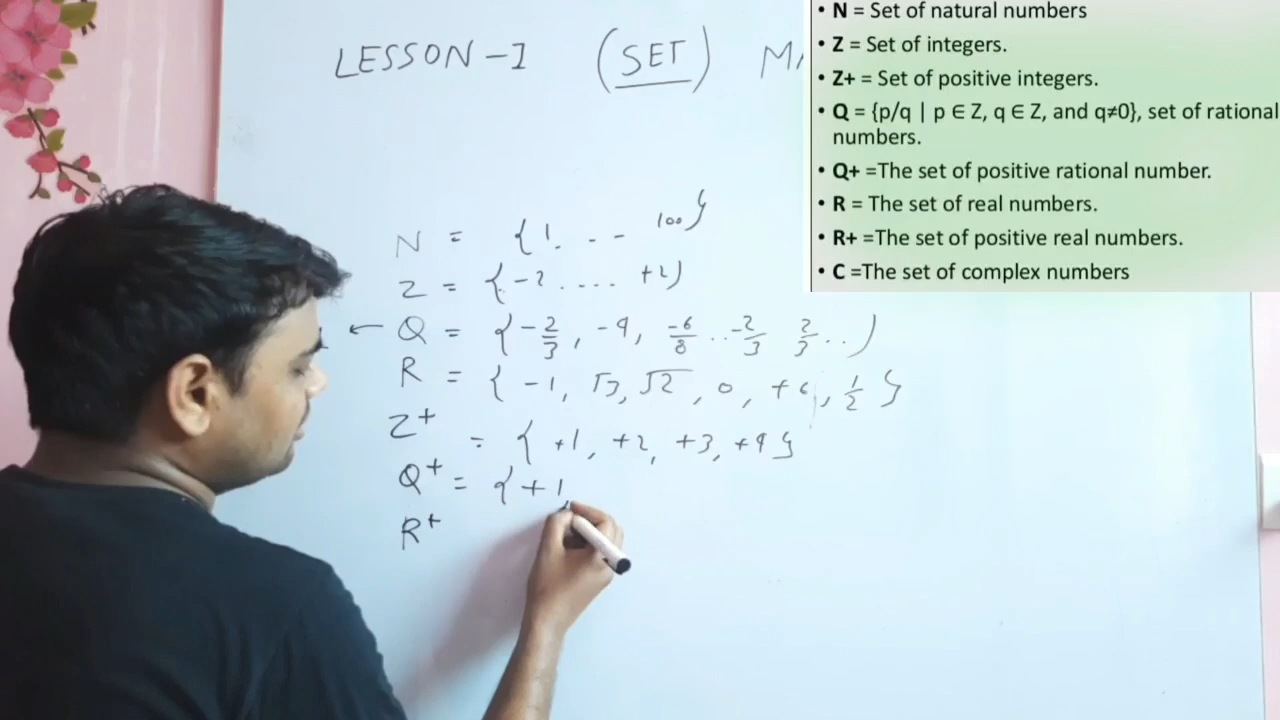 LESSON-I (SET) MA
• N = Set of natural numbers
• Z = Set of integers.
• Z+ = Set of positive integers.
• Q = {p/q | p ∈ Z, q ∈ Z, and q≠0}, set of rational
numbers.
• Q+ =The set of positive rational number.
• R = The set of real numbers.
• R+ =The set of positive real numbers.
• C =The set of complex numbers
N = {1. .. - 100}
Z = {-2 .... +2)
← Q = {-2/3, -9, -6/8 .. -2/3 2/3 ..)
R = { -1, √3, √2, 0, +6, 1/2 }
Z+ = { +1, +2, +3, +9 }
Q+ = { +1,
R+